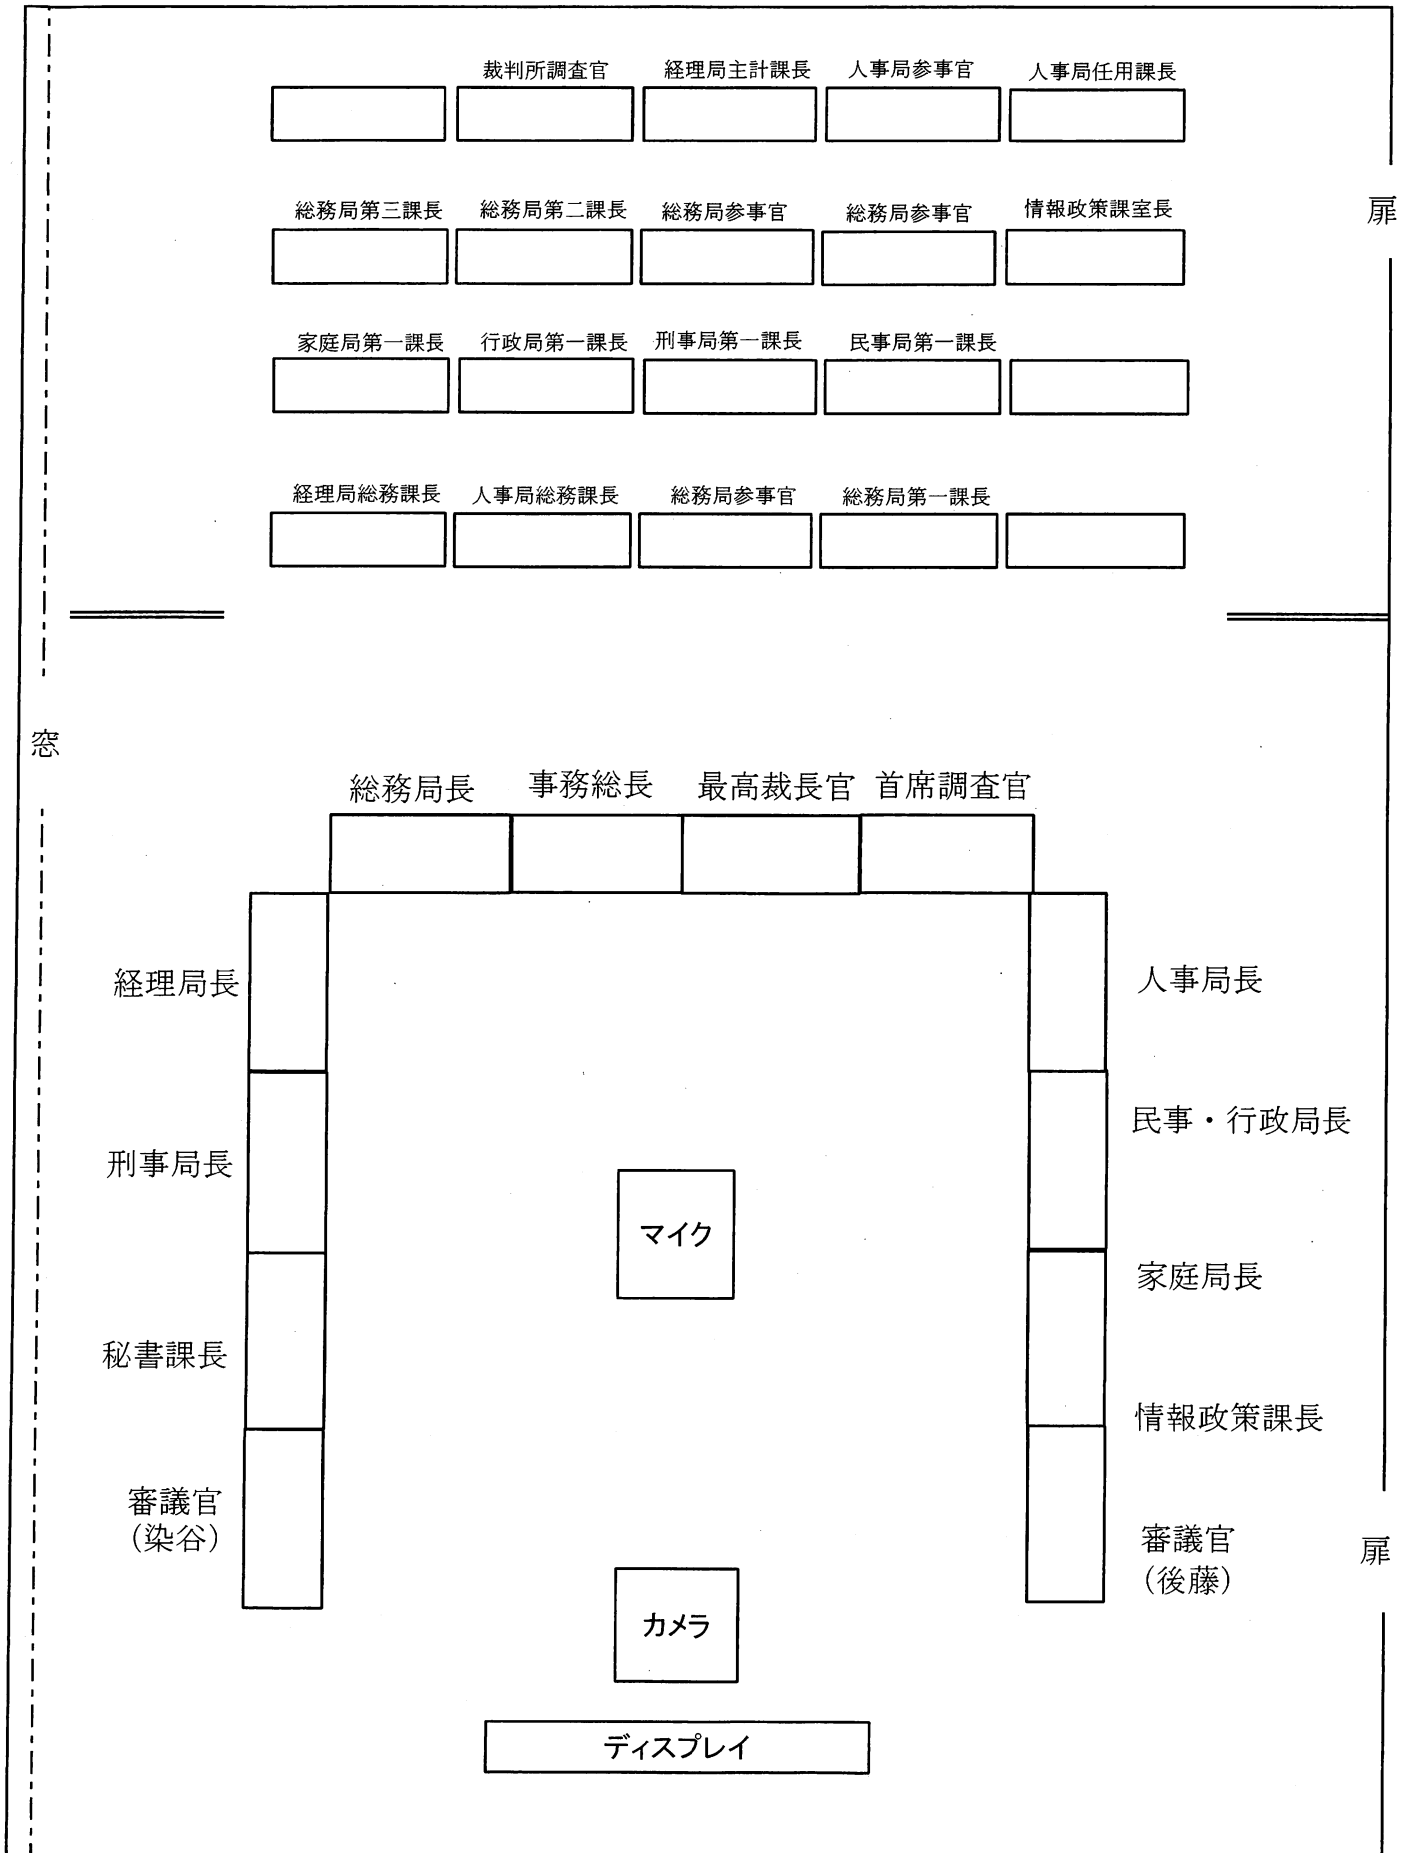 裁判所調査官 経理局主計課長 人事局参事官 人事局任用課長
扉
総務局第三課長 総務局第二課長 総務局参事官 総務局参事官 情報政策課室長
家庭局第一課長 行政局第一課長 刑事局第一課長 民事局第一課長
経理局総務課長 人事局総務課長 総務局参事官 総務局第一課長
窓
総務局長 事務総長 最高裁長官 首席調査官
経理局長
人事局長
民事・行政局長
刑事局長
マイク
家庭局長
秘書課長
情報政策課長
審議官
(染谷)
審議官
(後藤)
扉
カメラ
ディスプレイ